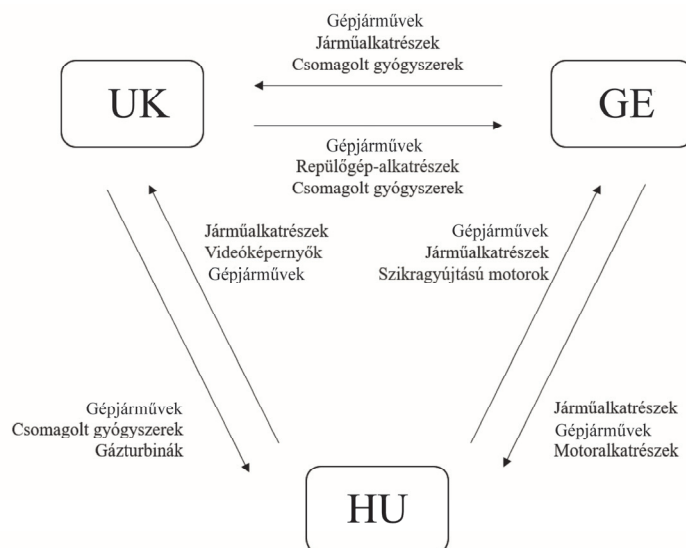 Gépjárművek
Járműalkatrészek
Csomagolt gyógyszerek
UK
GE
Gépjárművek
Repülőgép-alkatrészek
Csomagolt gyógyszerek
Járműalkatrészek
Videóképernyők
Gépjárművek
Gépjárművek
Járműalkatrészek
Szikragyújtású motorok
Gépjárművek
Csomagolt gyógyszerek
Gázturbinák
Járműalkatrészek
Gépjárművek
Motoralkatrészek
HU